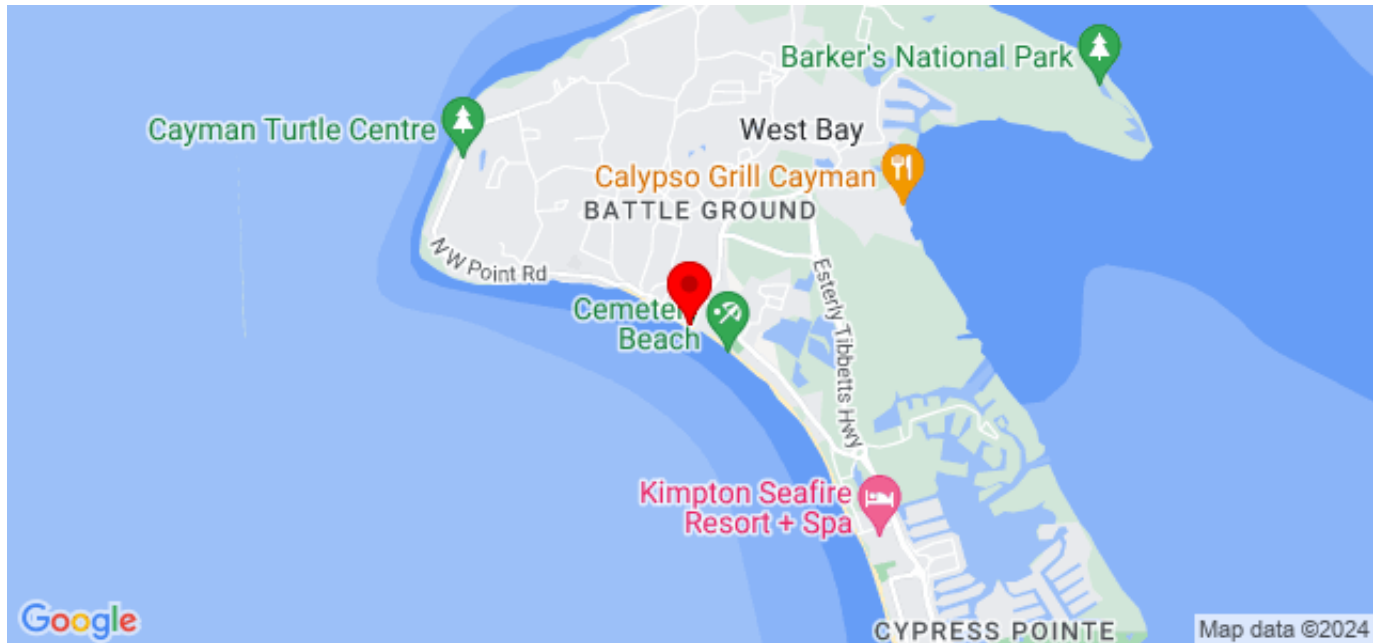 Barker's National Park
Cayman Turtle Centre
West Bay
Calypso Grill Cayman
BATTLE GROUND
NW Point Rd
Esterly Tibbetts Hwy
Cemeter
Beach
Kimpton Seafire
Resort + Spa
CYPRESS POINTE
Google
Map data ©2024